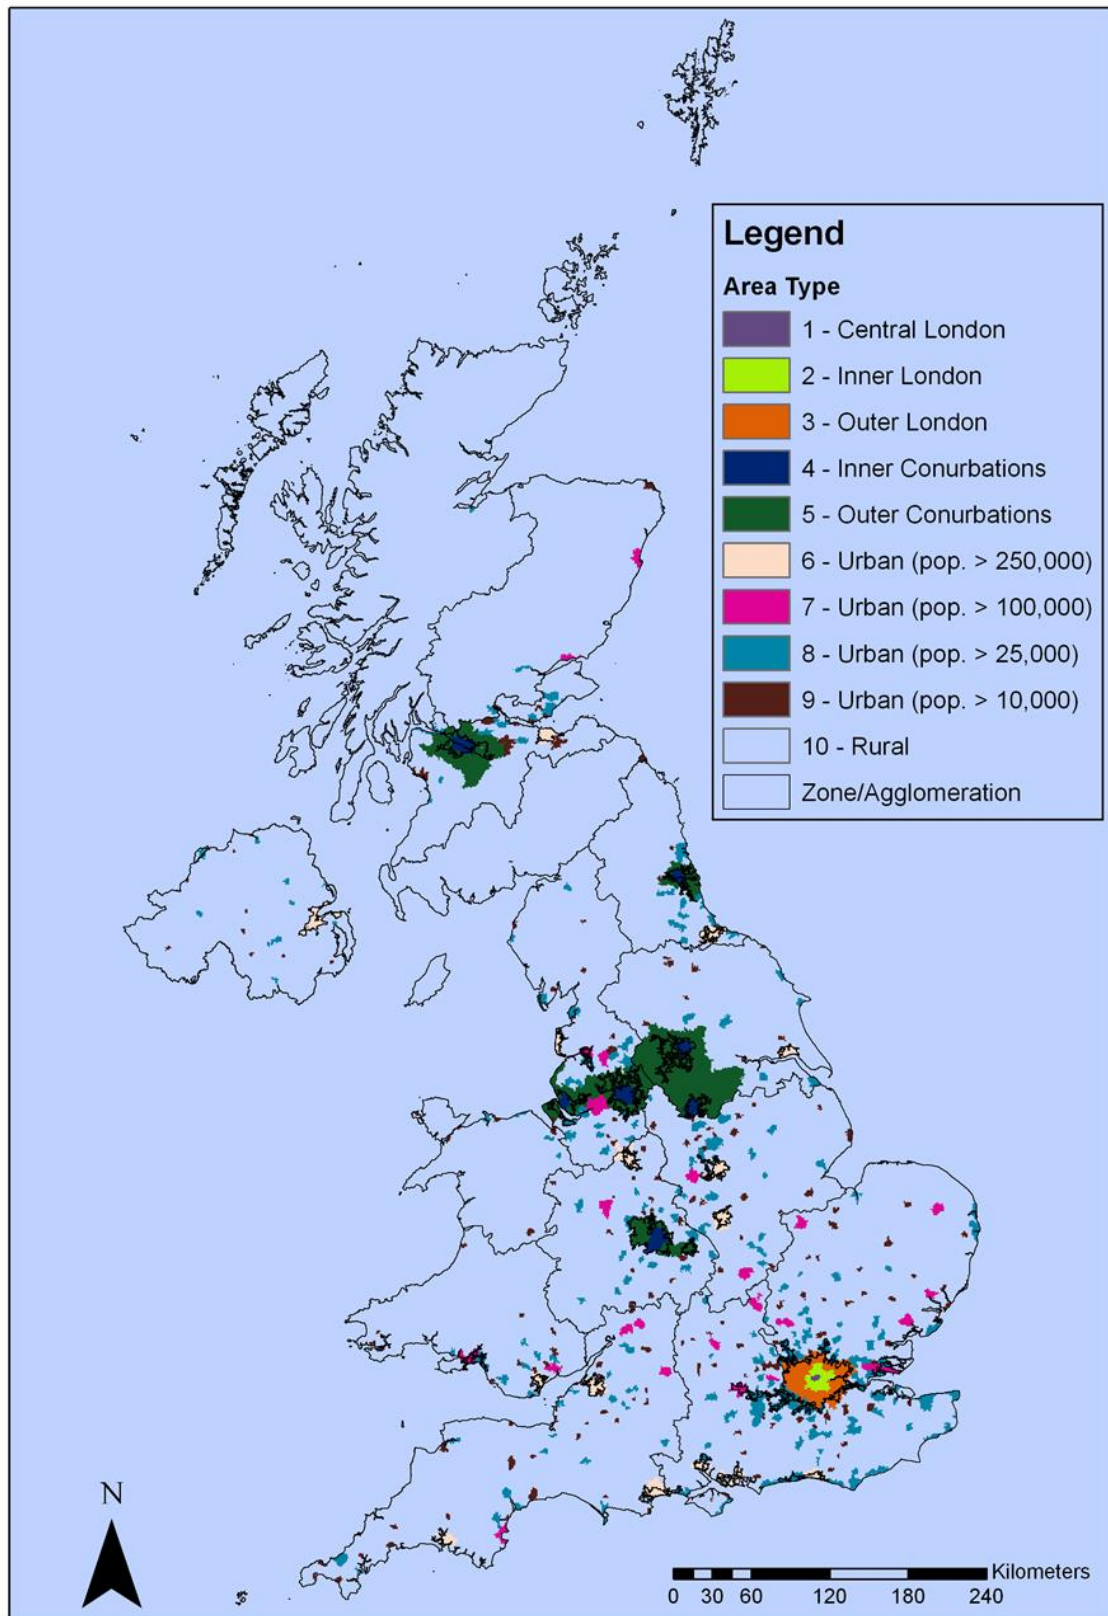 Legend
Area Type
1 - Central London
2 - Inner London
3 - Outer London
4 - Inner Conurbations
5 - Outer Conurbations
6 - Urban (pop. > 250,000)
7 - Urban (pop. > 100,000)
8 - Urban (pop. > 25,000)
9 - Urban (pop. > 10,000)
10 - Rural
Zone/Agglomeration
N
Kilometers
0 30 60 120 180 240